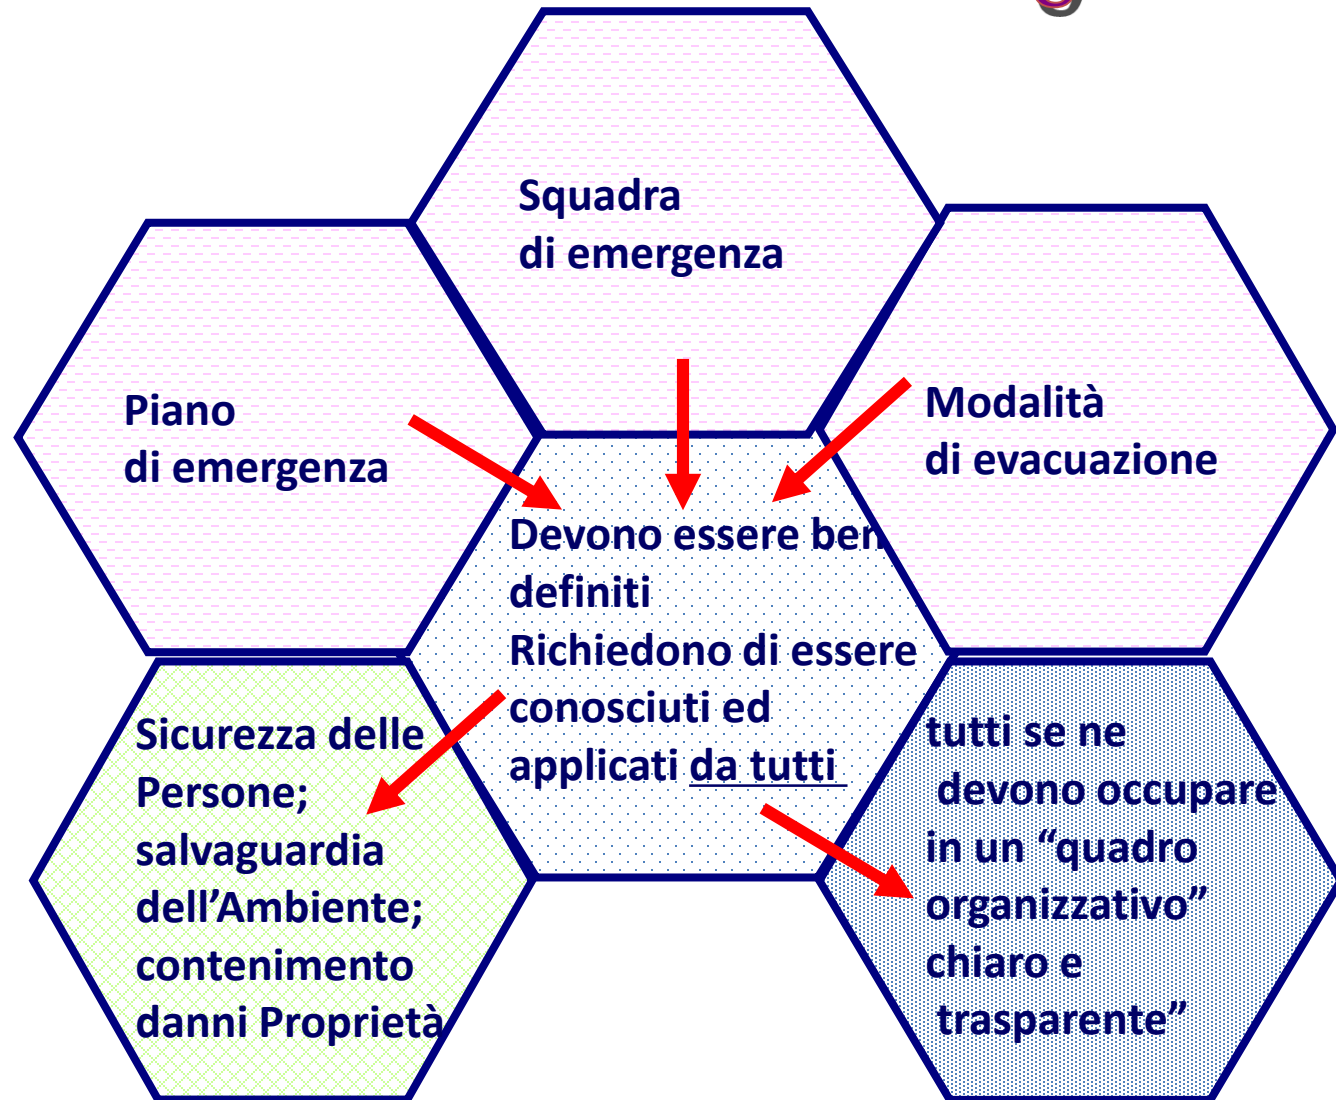 Squadra
di emergenza
Piano
di emergenza
Modalità
di evacuazione
Devono essere ben
definiti
Richiedono di essere
conosciuti ed
applicati da tutti
Sicurezza delle
Persone;
salvaguardia
dell’Ambiente;
contenimento
danni Proprietà
tutti se ne
devono occupare
in un “quadro
organizzativo”
chiaro e
trasparente”